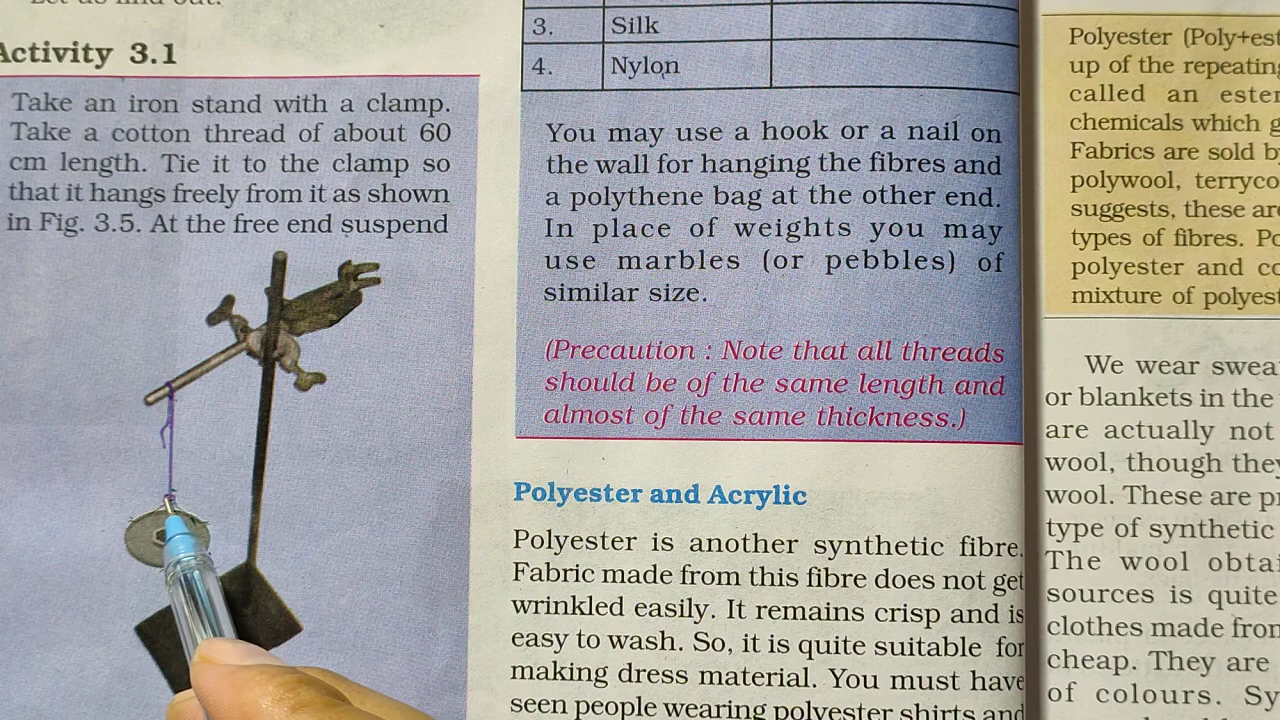 Let us find out.
Activity 3.1
Take an iron stand with a clamp.
Take a cotton thread of about 60
cm length. Tie it to the clamp so
that it hangs freely from it as shown
in Fig. 3.5. At the free end suspend
3. Silk
4. Nylon
You may use a hook or a nail on
the wall for hanging the fibres and
a polythene bag at the other end.
In place of weights you may
use marbles (or pebbles) of
similar size.
(Precaution : Note that all threads
should be of the same length and
almost of the same thickness.)
Polyester and Acrylic
Polyester is another synthetic fibre.
Fabric made from this fibre does not get
wrinkled easily. It remains crisp and is
easy to wash. So, it is quite suitable for
making dress material. You must have
seen people wearing polyester shirts and
Polyester (Poly+est
up of the repeating
called an ester
chemicals which g
Fabrics are sold b
polywool, terryco
suggests, these are
types of fibres. Po
polyester and co
mixture of polyest
We wear swea
or blankets in the
are actually not
wool, though they
wool. These are pr
type of synthetic
The wool obtai
sources is quite
clothes made from
cheap. They are
of colours. Sy